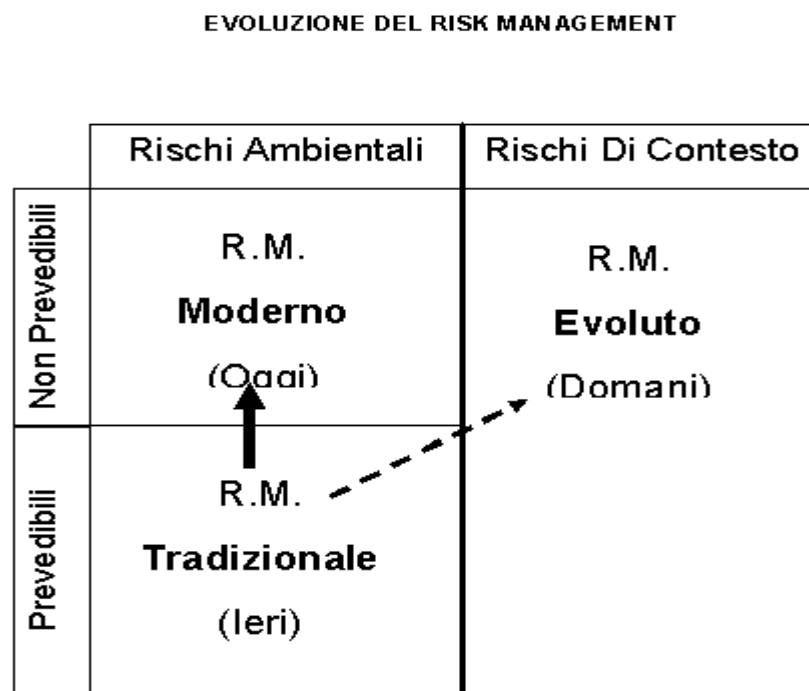 EVOLUZIONE DEL RISK MANAGEMENT
Rischi Ambientali
Rischi Di Contesto
Non Prevedibili
R.M.
Moderno
(Oggi)
R.M.
Evoluto
(Domani)
Prevedibili
R.M.
Tradizionale
(Ieri)